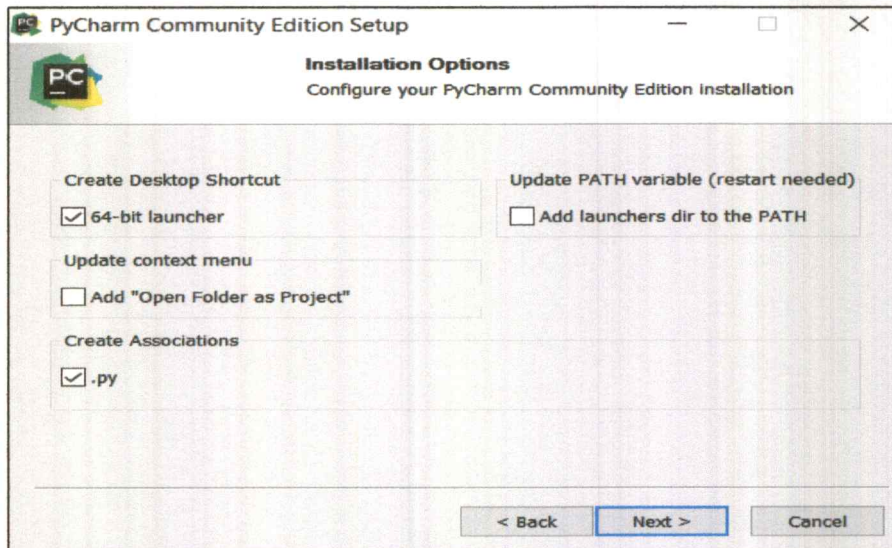 PyCharm Community Edition Setup
PC
Installation Options
Configure your PyCharm Community Edition installation
Create Desktop Shortcut
64-bit launcher
Update PATH variable (restart needed)
Add launchers dir to the PATH
Update context menu
Add "Open Folder as Project"
Create Associations
.py
< Back
Next >
Cancel